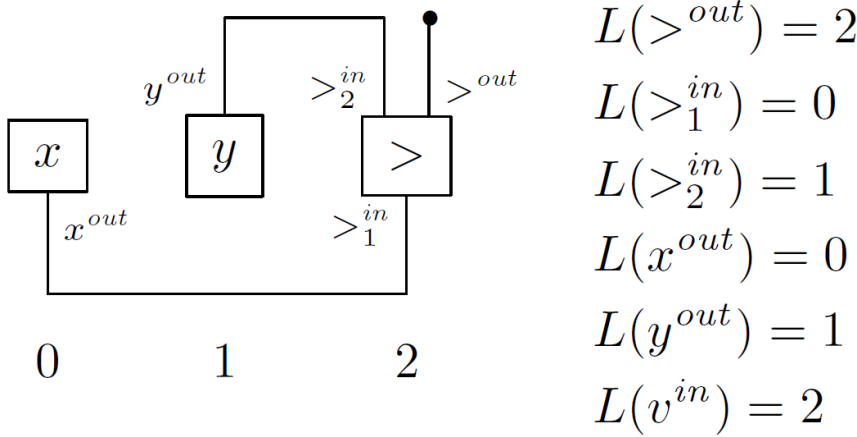 y^{out} >^{in}_2 >^{out}
x y >
x^{out} >^{in}_1
0 1 2
L(>^{out}) = 2
L(>^{in}_1) = 0
L(>^{in}_2) = 1
L(x^{out}) = 0
L(y^{out}) = 1
L(v^{in}) = 2